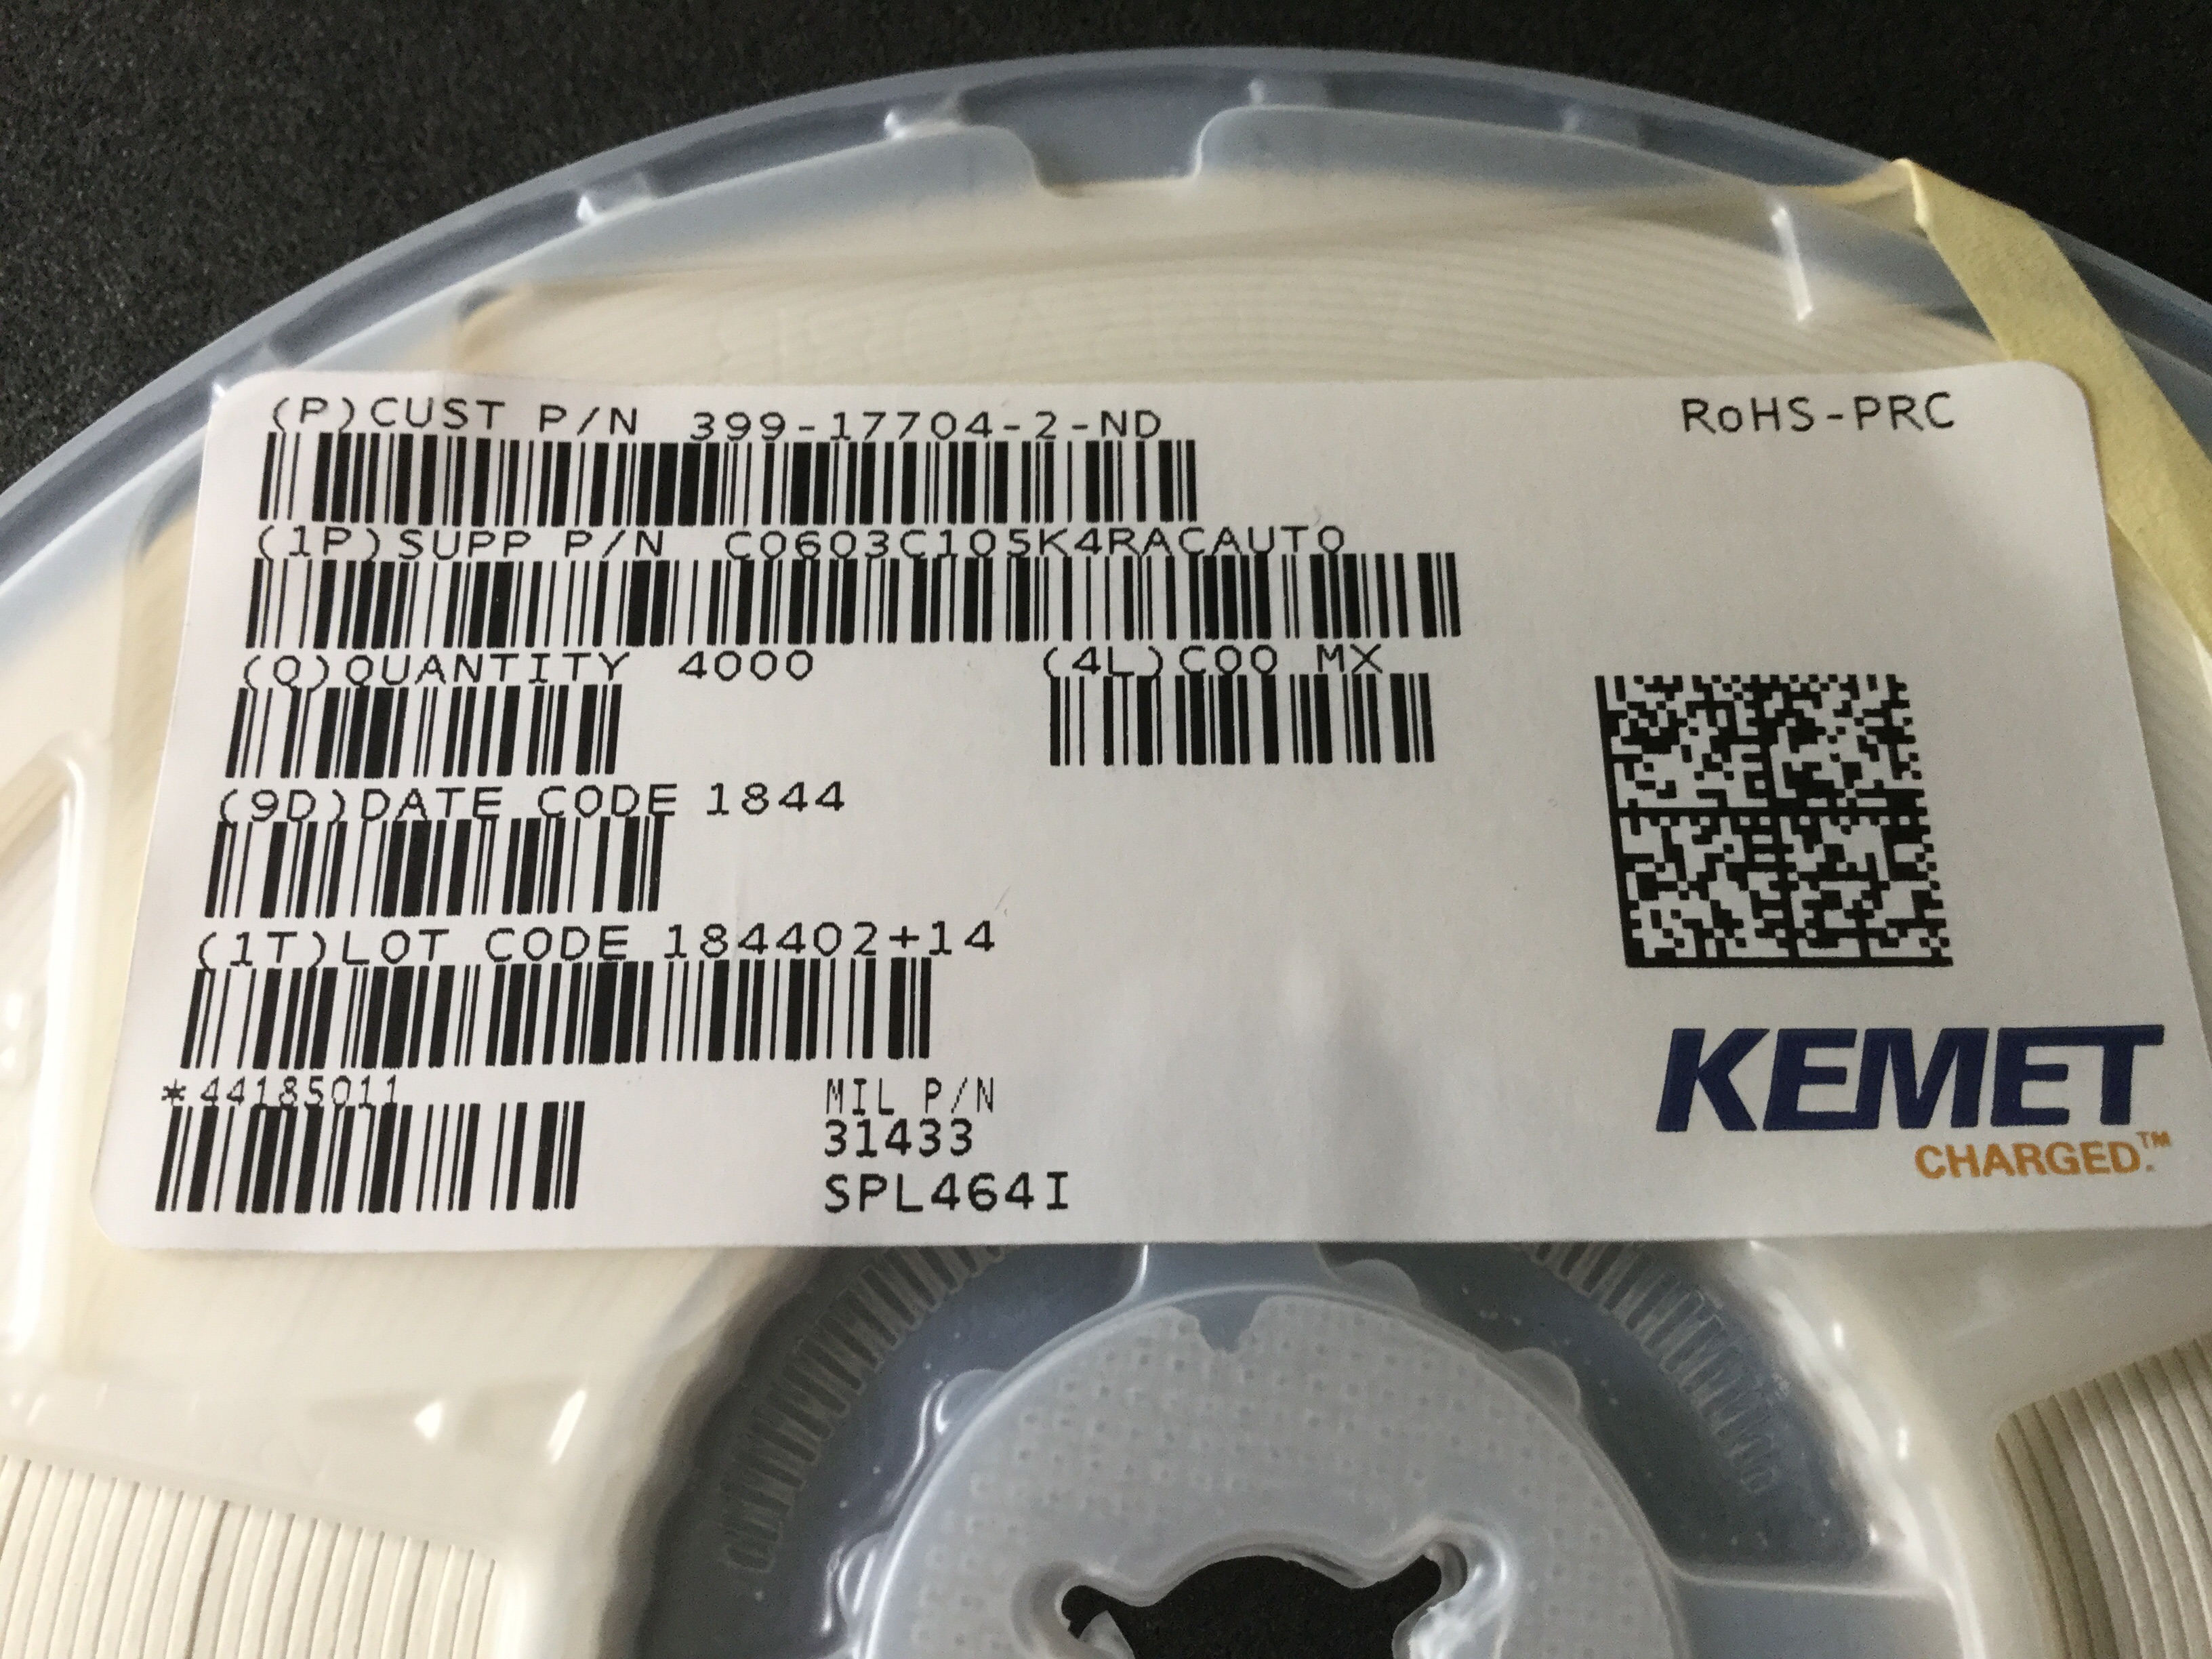 (P)CUST P/N 399-17704-2-ND
RoHS-PRC
(1P)SUPP P/N C0603C105K4RACAUTO
(Q)QUANTITY 4000
(4L)COO MX
(9D)DATE CODE 1844
(1T)LOT CODE 184402+14
*44185011
MIL P/N
31433
SPL464I
KEMET
CHARGED.™